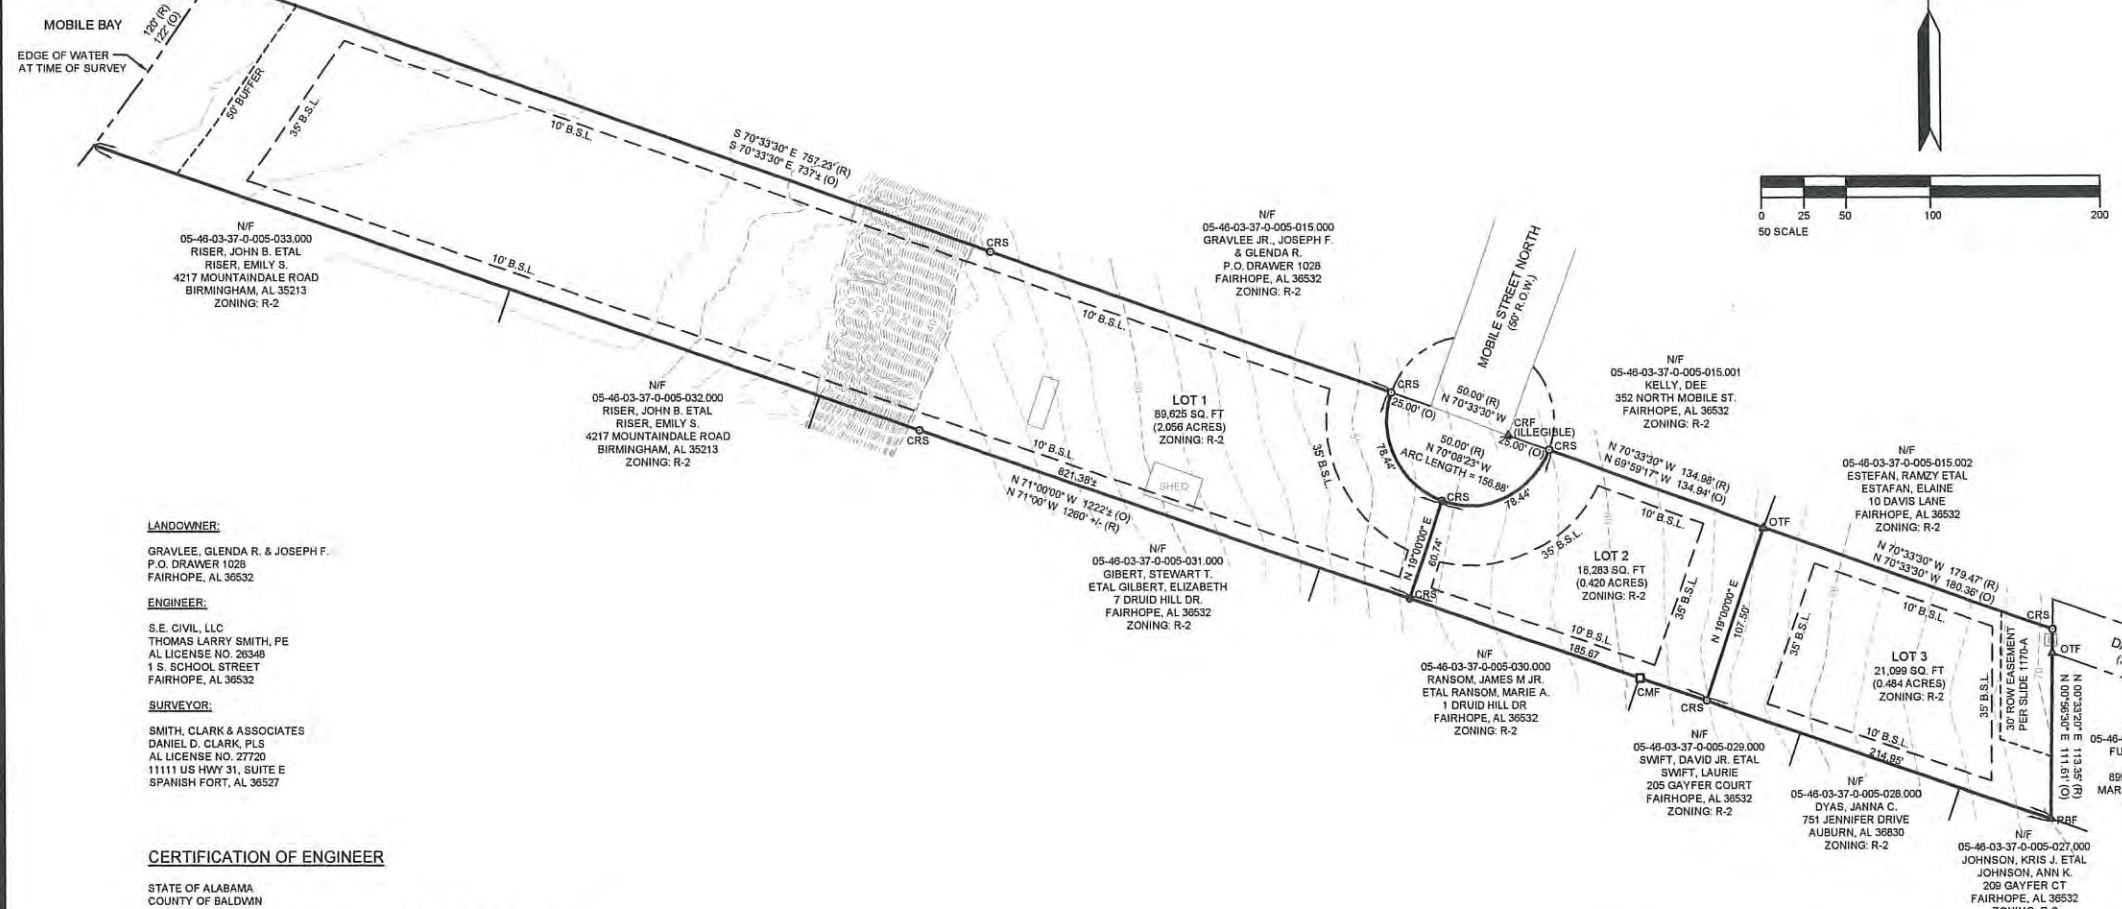 MOBILE BAY
120' (R)
122' (O)
EDGE OF WATER
AT TIME OF SURVEY
50' BUFFER
35' B.S.L.
10' B.S.L.
S 70°33'30" E 757.23' (R)
S 70°33'30" E 737'± (O)
10' B.S.L.
N/F
05-46-03-37-0-005-033.000
RISER, JOHN B. ETAL
RISER, EMILY S.
4217 MOUNTAINDALE ROAD
BIRMINGHAM, AL 35213
ZONING: R-2
N/F
05-46-03-37-0-005-032.000
RISER, JOHN B. ETAL
RISER, EMILY S.
4217 MOUNTAINDALE ROAD
BIRMINGHAM, AL 35213
ZONING: R-2
CRS
CRS
N/F
05-46-03-37-0-005-015.000
GRAVLEE JR., JOSEPH F.
& GLENDA R.
P.O. DRAWER 1028
FAIRHOPE, AL 36532
ZONING: R-2
10' B.S.L.
LOT 1
89,625 SQ. FT
(2.056 ACRES)
ZONING: R-2
SHED
10' B.S.L.
821.38'±
N 71°00'00" W 1222'± (O)
N 71°00' W 1260' +/- (R)
N/F
05-46-03-37-0-005-031.000
GIBERT, STEWART T.
ETAL GILBERT, ELIZABETH
7 DRUID HILL DR.
FAIRHOPE, AL 36532
ZONING: R-2
MOBILE STREET NORTH
(50' R.O.W.)
0 25 50 100 200
50 SCALE
CRS
25.00' (O)
50.00' (R)
N 70°33'30" W
CRF
(ILLEGIBLE)
25.00' (O)
CRS
50.00' (R)
N 70°08'23" W
ARC LENGTH = 156.88'
78.44'
78.44'
CRS
35' B.S.L.
35' B.S.L.
N 19°00'00" E
60.74'
CRS
N/F
05-46-03-37-0-005-015.001
KELLY, DEE
352 NORTH MOBILE ST.
FAIRHOPE, AL 36532
ZONING: R-2
N 70°33'30" W 134.98' (R)
N 69°59'17" W 134.94' (O)
OTF
10' B.S.L.
LOT 2
18,283 SQ. FT
(0.420 ACRES)
ZONING: R-2
35' B.S.L.
10' B.S.L.
185.67
N 19°00'00" E
107.50'
CMF
CRS
N/F
05-46-03-37-0-005-030.000
RANSOM, JAMES M JR.
ETAL RANSOM, MARIE A.
1 DRUID HILL DR
FAIRHOPE, AL 36532
ZONING: R-2
N/F
05-46-03-37-0-005-015.002
ESTEFAN, RAMZY ETAL
ESTAFAN, ELAINE
10 DAVIS LANE
FAIRHOPE, AL 36532
ZONING: R-2
N 70°33'30" W 179.47' (R)
N 70°33'30" W 180.36' (O)
CRS
OTF
10' B.S.L.
35' B.S.L.
LOT 3
21,099 SQ. FT
(0.484 ACRES)
ZONING: R-2
35' B.S.L.
30' ROW EASEMENT
PER SLIDE 1170-A
10' B.S.L.
214.95'
N 00°33'20" E 113.35' (R)
N 00°56'30" E 111.61' (O)
RBF
05-46-
FU
MAR
N/F
05-46-03-37-0-005-029.000
SWIFT, DAVID JR. ETAL
SWIFT, LAURIE
205 GAYFER COURT
FAIRHOPE, AL 36532
ZONING: R-2
N/F
05-46-03-37-0-005-028.000
DYAS, JANNA C.
751 JENNIFER DRIVE
AUBURN, AL 36830
ZONING: R-2
N/F
05-46-03-37-0-005-027.000
JOHNSON, KRIS J. ETAL
JOHNSON, ANN K.
209 GAYFER CT
FAIRHOPE, AL 36532
LANDOWNER:
GRAVLEE, GLENDA R. & JOSEPH F.
P.O. DRAWER 1028
FAIRHOPE, AL 36532
ENGINEER:
S.E. CIVIL, LLC
THOMAS LARRY SMITH, PE
AL LICENSE NO. 26348
1 S. SCHOOL STREET
FAIRHOPE, AL 36532
SURVEYOR:
SMITH, CLARK & ASSOCIATES
DANIEL D. CLARK, PLS
AL LICENSE NO. 27720
11111 US HWY 31, SUITE E
SPANISH FORT, AL 36527
CERTIFICATION OF ENGINEER
STATE OF ALABAMA
COUNTY OF BALDWIN